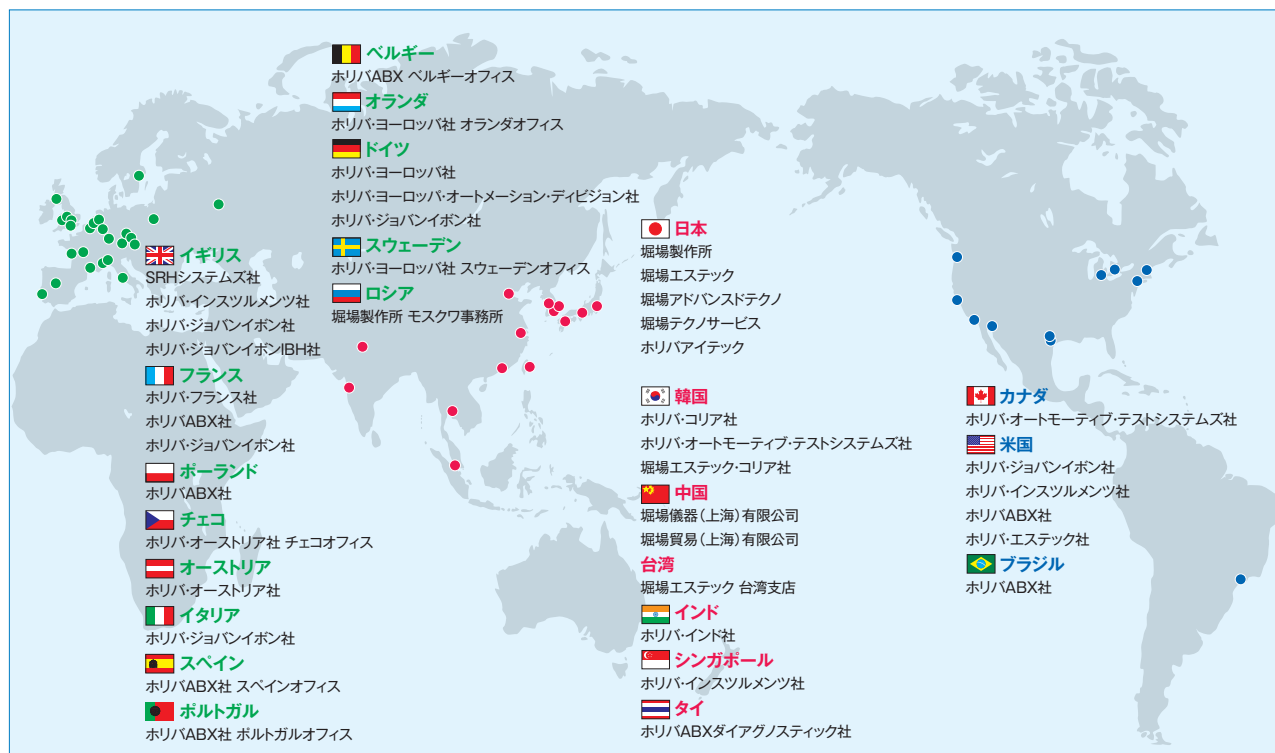 ベルギー
ホリバABX ベルギーオフィス
オランダ
ホリバ・ヨーロッパ社 オランダオフィス
ドイツ
ホリバ・ヨーロッパ社
ホリバ・ヨーロッパ・オートメーション・ディビジョン社
ホリバ・ジョバンイボン社
スウェーデン
ホリバ・ヨーロッパ社 スウェーデンオフィス
ロシア
堀場製作所 モスクワ事務所
イギリス
SRHシステムズ社
ホリバ・インスツルメンツ社
ホリバ・ジョバンイボン社
ホリバ・ジョバンイボンIBH社
フランス
ホリバ・フランス社
ホリバABX社
ホリバ・ジョバンイボン社
ポーランド
ホリバABX社
チェコ
ホリバ・オーストリア社 チェコオフィス
オーストリア
ホリバ・オーストリア社
イタリア
ホリバ・ジョバンイボン社
スペイン
ホリバABX社 スペインオフィス
ポルトガル
ホリバABX社 ポルトガルオフィス
日本
堀場製作所
堀場エステック
堀場アドバンスドテクノ
堀場テクノサービス
ホリバアイテック
韓国
ホリバ・コリア社
ホリバ・オートモーティブ・テストシステムズ社
堀場エステック・コリア社
中国
堀場儀器(上海)有限公司
堀場貿易(上海)有限公司
台湾
堀場エステック 台湾支店
インド
ホリバ・インド社
シンガポール
ホリバ・インスツルメンツ社
タイ
ホリバABXダイアグノスティック社
カナダ
ホリバ・オートモーティブ・テストシステムズ社
米国
ホリバ・ジョバンイボン社
ホリバ・インスツルメンツ社
ホリバABX社
ホリバ・エステック社
ブラジル
ホリバABX社